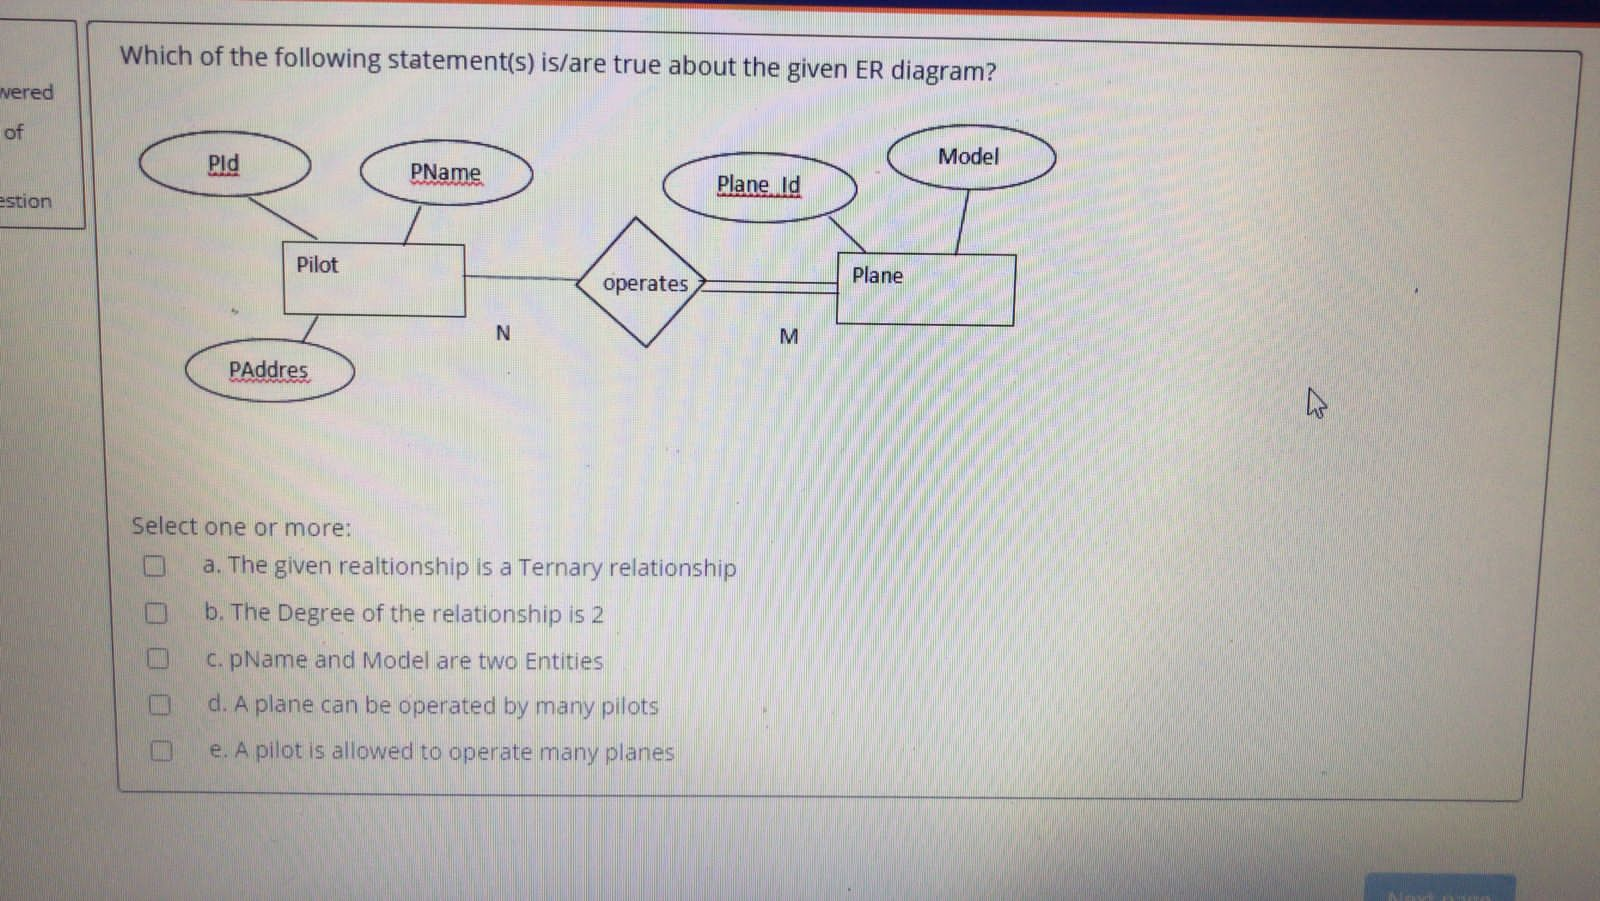 Which of the following statement(s) is/are true about the given ER diagram?
wered
of
estion
PId
PName
Plane_Id
Model
Pilot
operates
Plane
N
M
PAddres
Select one or more:
a. The given realtionship is a Ternary relationship
b. The Degree of the relationship is 2
c. pName and Model are two Entities
d. A plane can be operated by many pilots
e. A pilot is allowed to operate many planes